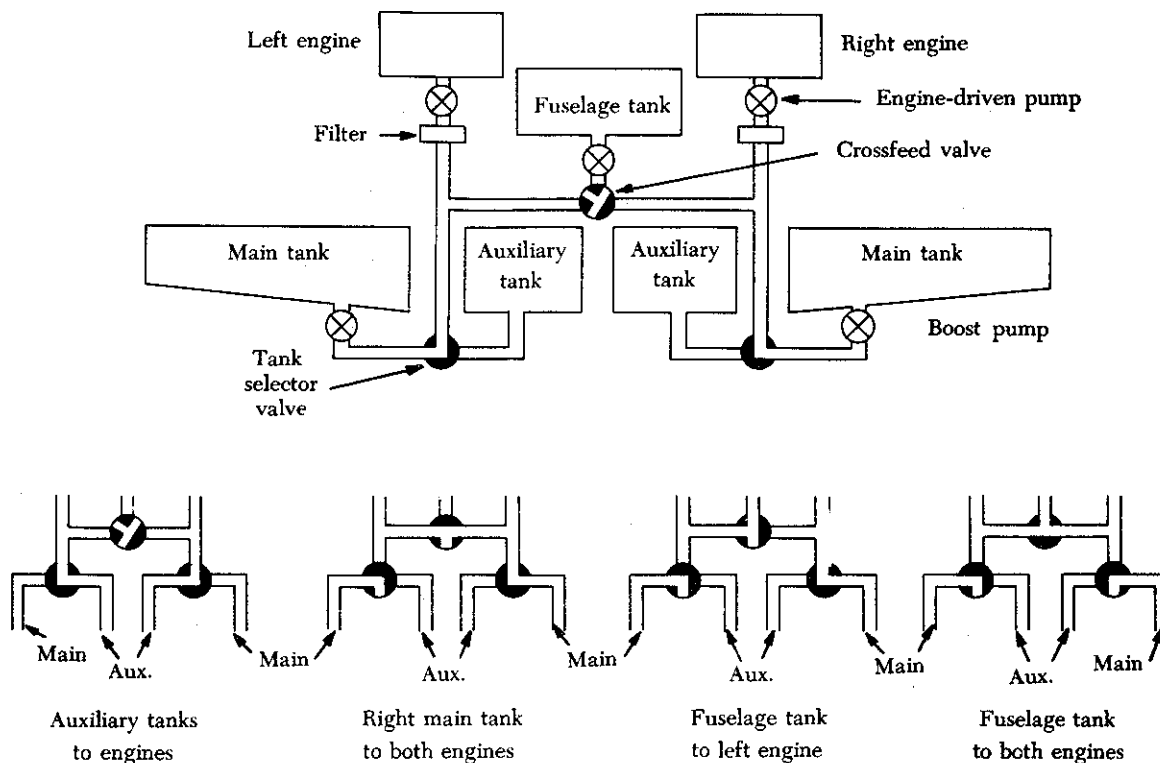 Left engine
Right engine
Fuselage tank
Engine-driven pump
Filter
Crossfeed valve
Main tank
Auxiliary
tank
Auxiliary
tank
Main tank
Boost pump
Tank
selector
valve
Main
Aux.
Main
Aux.
Main
Aux.
Main
Aux.
Main
Auxiliary tanks
to engines
Right main tank
to both engines
Fuselage tank
to left engine
Fuselage tank
to both engines